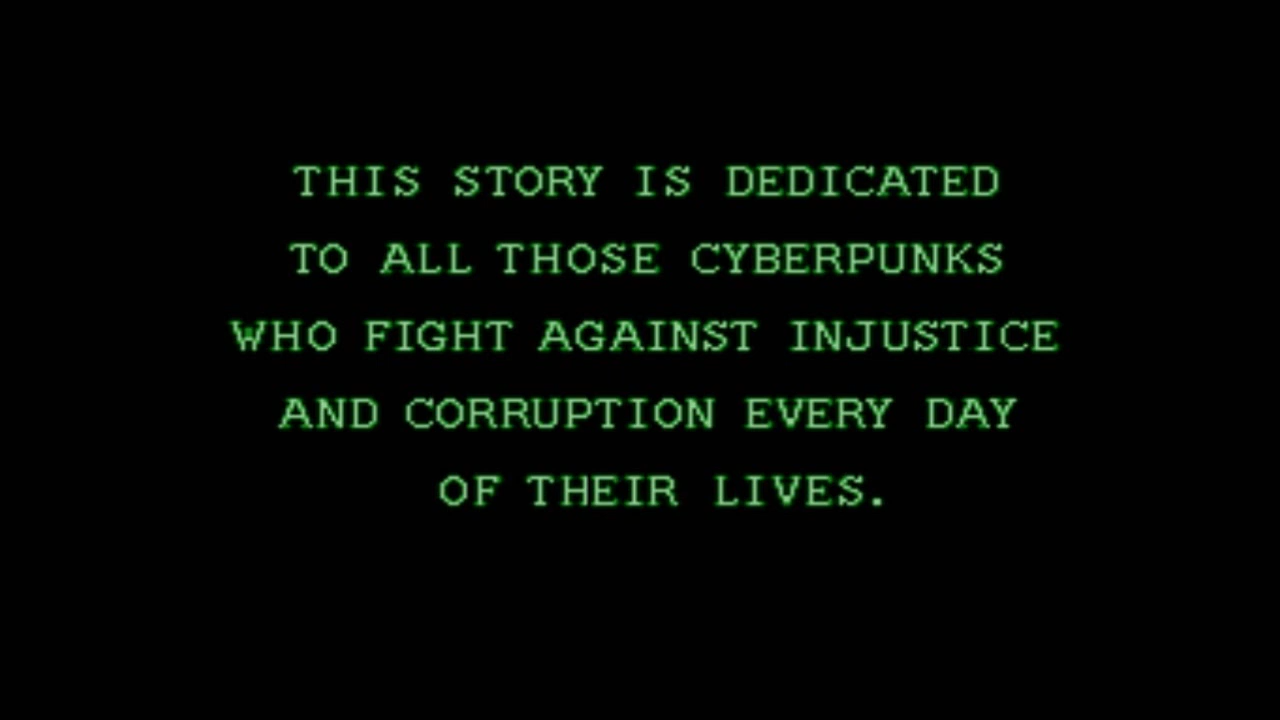 THIS STORY IS DEDICATED
TO ALL THOSE CYBERPUNKS
WHO FIGHT AGAINST INJUSTICE
AND CORRUPTION EVERY DAY
OF THEIR LIVES.